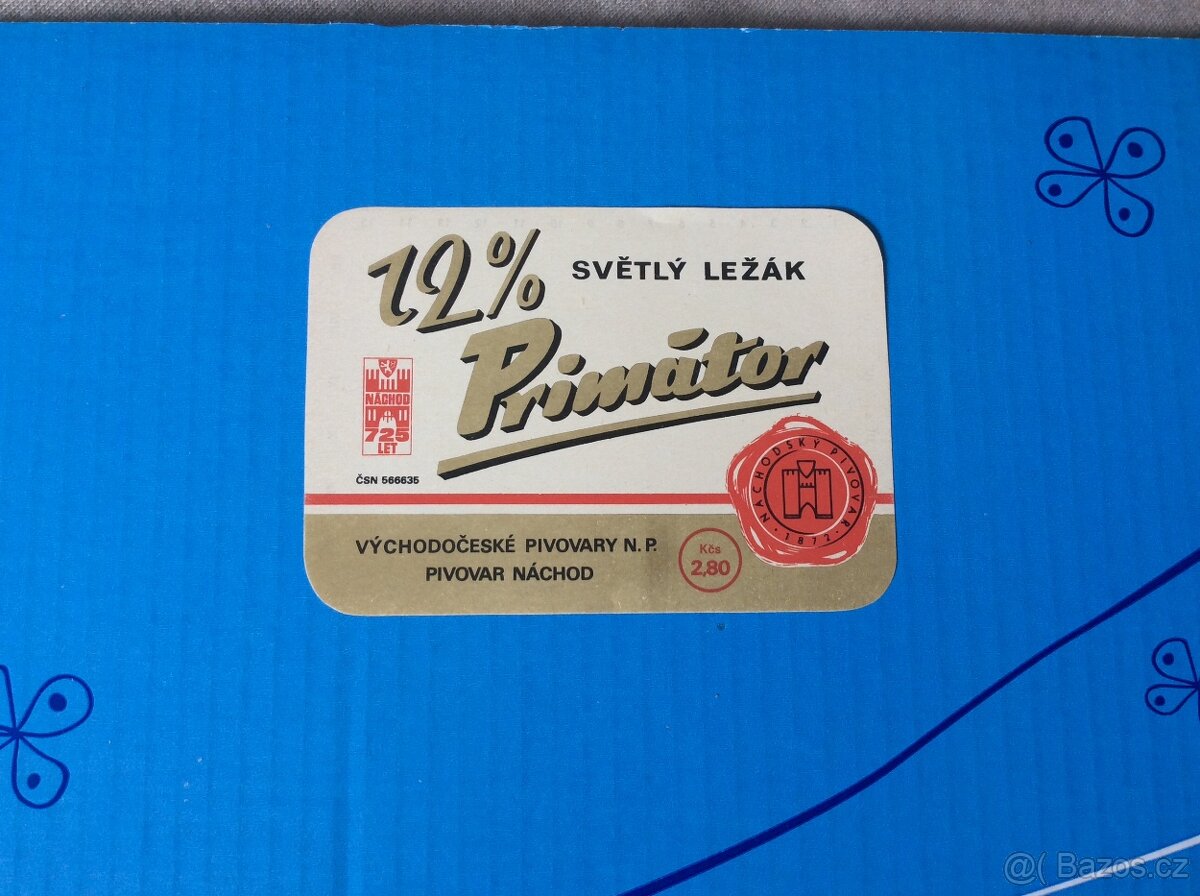 12% SVĚTLÝ LEŽÁK
Primátor
NÁCHOD
725
LET
ČSN 566635
NÁCHODSKÝ PIVOVAR
· 1872 ·
VÝCHODOČESKÉ PIVOVARY N. P.
PIVOVAR NÁCHOD
Kčs
2,80
@( Bazos.cz